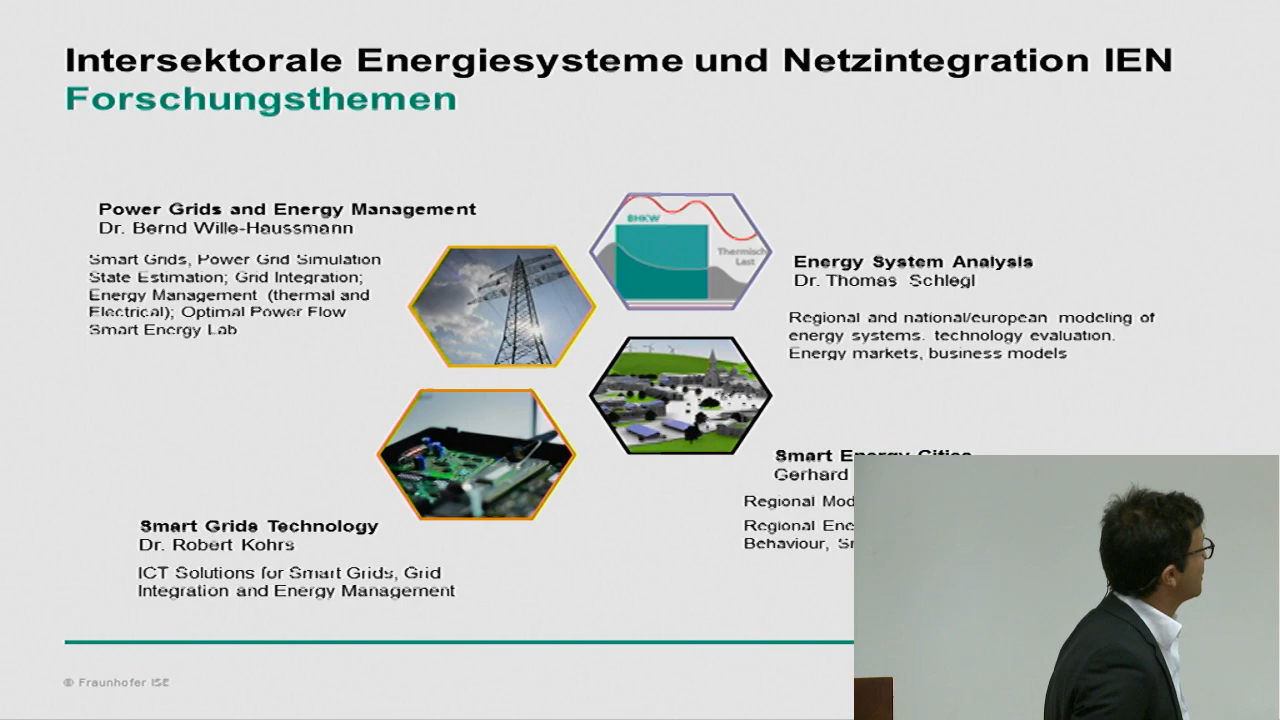 Intersektorale Energiesysteme und Netzintegration IEN
Forschungsthemen
Power Grids and Energy Management
Dr. Bernd Wille-Haussmann
Smart Grids, Power Grid Simulation
State Estimation; Grid Integration;
Energy Management (thermal and
Electrical); Optimal Power Flow
Smart Energy Lab
BHKW
Thermisch
Last
Energy System Analysis
Dr. Thomas Schlegl
Regional and national/european modeling of
energy systems. technology evaluation.
Energy markets, business models
Smart Grids Technology
Dr. Robert Kohrs
ICT Solutions for Smart Grids, Grid
Integration and Energy Management
Smart Energy Cities
Gerhard
Regional
Regional
Behaviour,
© Fraunhofer ISE